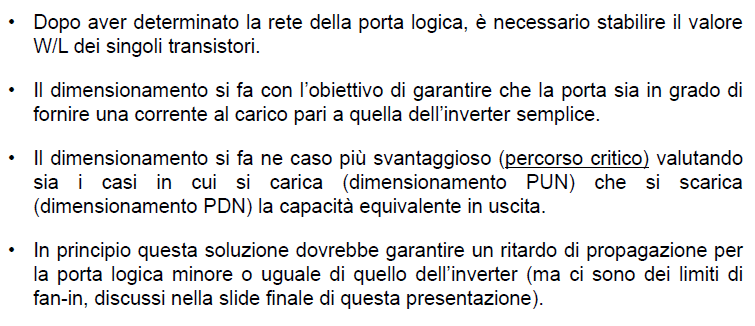 • Dopo aver determinato la rete della porta logica, è necessario stabilire il valore
W/L dei singoli transistori.
• Il dimensionamento si fa con l'obiettivo di garantire che la porta sia in grado di
fornire una corrente al carico pari a quella dell'inverter semplice.
• Il dimensionamento si fa ne caso più svantaggioso (percorso critico) valutando
sia i casi in cui si carica (dimensionamento PUN) che si scarica
(dimensionamento PDN) la capacità equivalente in uscita.
• In principio questa soluzione dovrebbe garantire un ritardo di propagazione per
la porta logica minore o uguale di quello dell'inverter (ma ci sono dei limiti di
fan-in, discussi nella slide finale di questa presentazione).